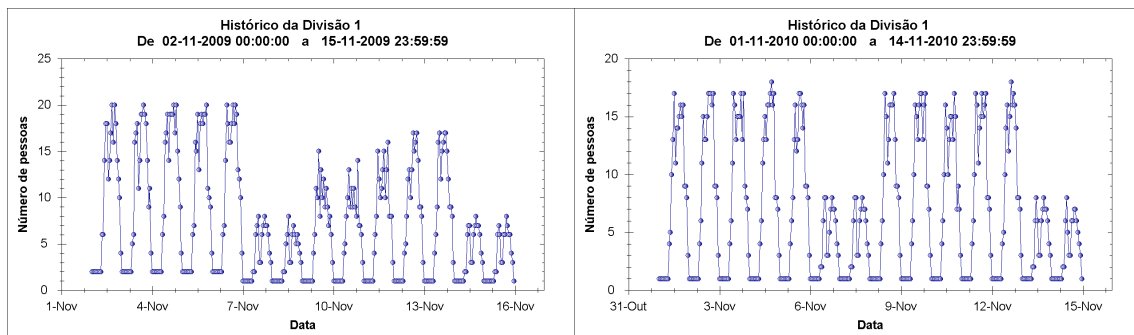 Histórico da Divisão 1
De 02-11-2009 00:00:00 a 15-11-2009 23:59:59
25
20
15
10
5
0
Número de pessoas
1-Nov 4-Nov 7-Nov 10-Nov 13-Nov 16-Nov
Data
Histórico da Divisão 1
De 01-11-2010 00:00:00 a 14-11-2010 23:59:59
20
15
10
5
0
Número de pessoas
31-Out 3-Nov 6-Nov 9-Nov 12-Nov 15-Nov
Data